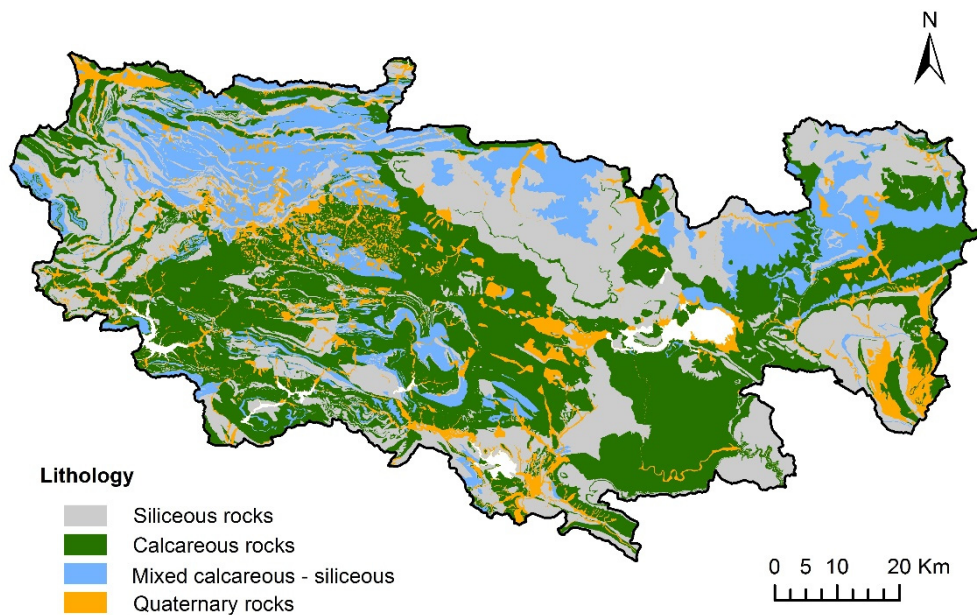 N
Lithology
Siliceous rocks
Calcareous rocks
Mixed calcareous - siliceous
Quaternary rocks
0 5 10 20 Km